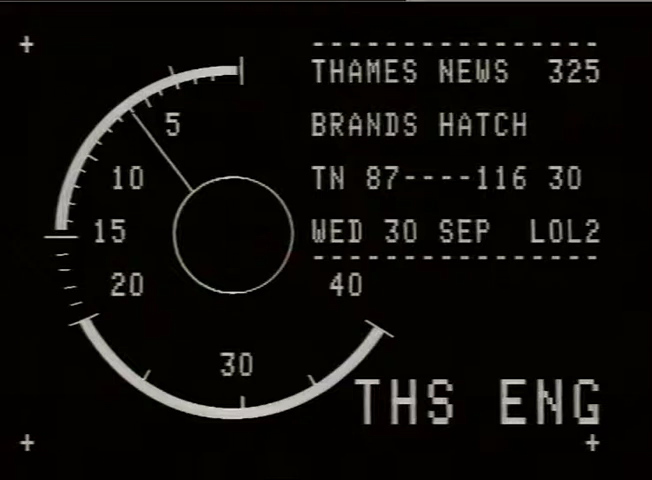 THAMES NEWS 325
BRANDS HATCH
TN 87----116 30
WED 30 SEP LOL2
5
10
15
20
30
40
THS ENG